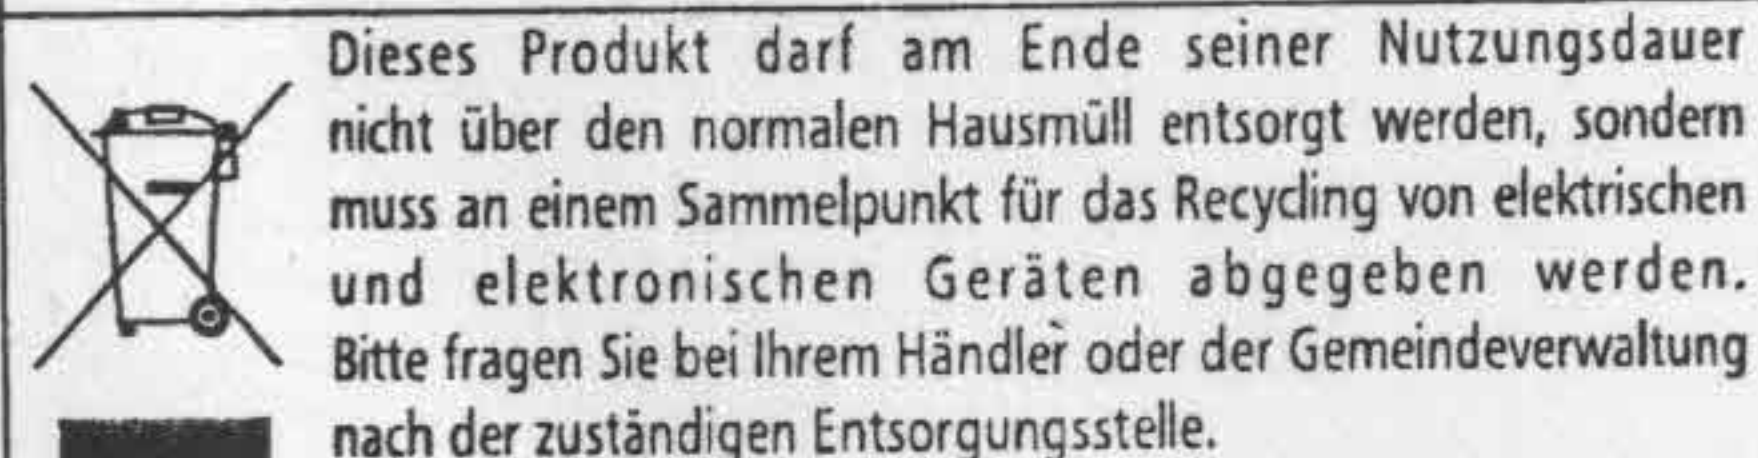 Dieses Produkt darf am Ende seiner Nutzungsdauer
nicht über den normalen Hausmüll entsorgt werden, sondern
muss an einem Sammelpunkt für das Recycling von elektrischen
und elektronischen Geräten abgegeben werden.
Bitte fragen Sie bei Ihrem Händler oder der Gemeindeverwaltung
nach der zuständigen Entsorgungsstelle.